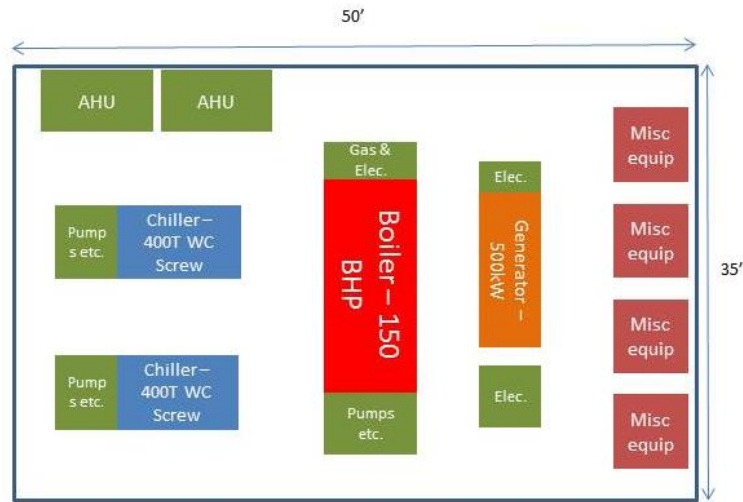 50’
AHU
AHU
Gas &
Elec.
Misc
equip
Elec.
Pump
s etc.
Chiller–
400T WC
Screw
Boiler – 150
BHP
Generator –
500kW
Misc
equip
35’
Misc
equip
Pump
s etc.
Chiller–
400T WC
Screw
Elec.
Pumps
etc.
Misc
equip